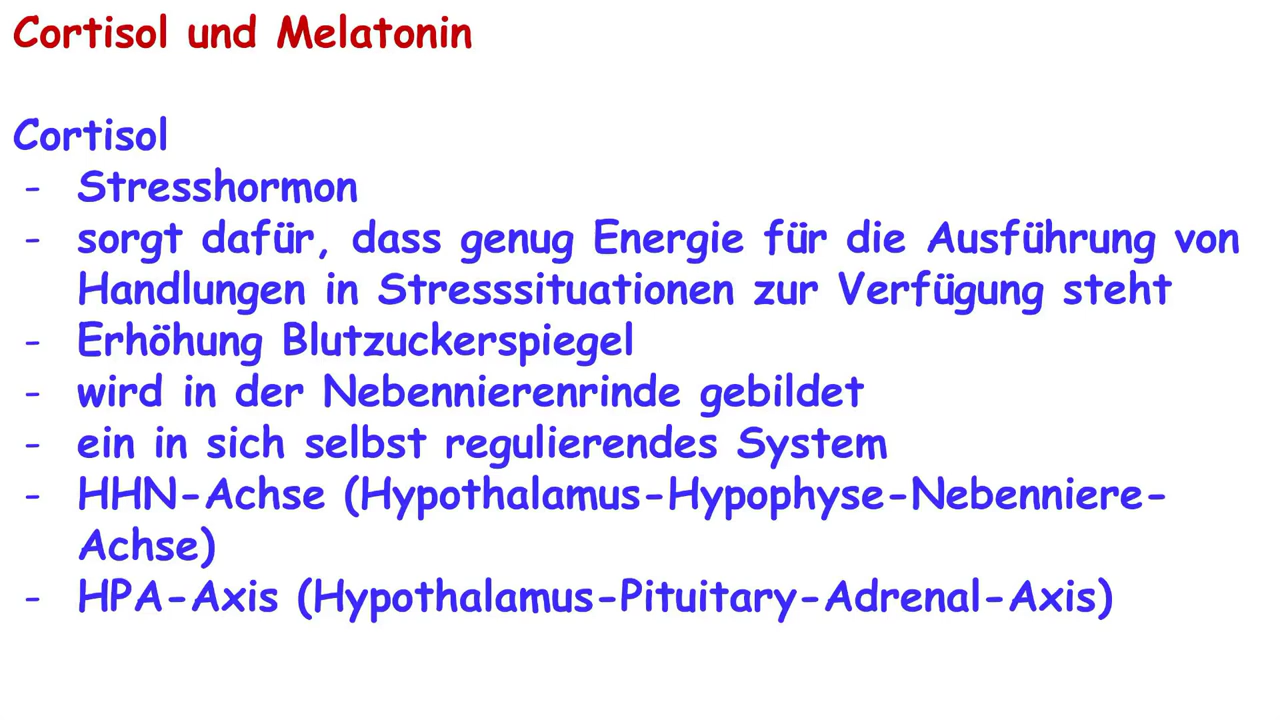 Cortisol und Melatonin
Cortisol
- Stresshormon
- sorgt dafür, dass genug Energie für die Ausführung von
Handlungen in Stresssituationen zur Verfügung steht
- Erhöhung Blutzuckerspiegel
- wird in der Nebennierenrinde gebildet
- ein in sich selbst regulierendes System
- HHN-Achse (Hypothalamus-Hypophyse-Nebenniere-
Achse)
- HPA-Axis (Hypothalamus-Pituitary-Adrenal-Axis)